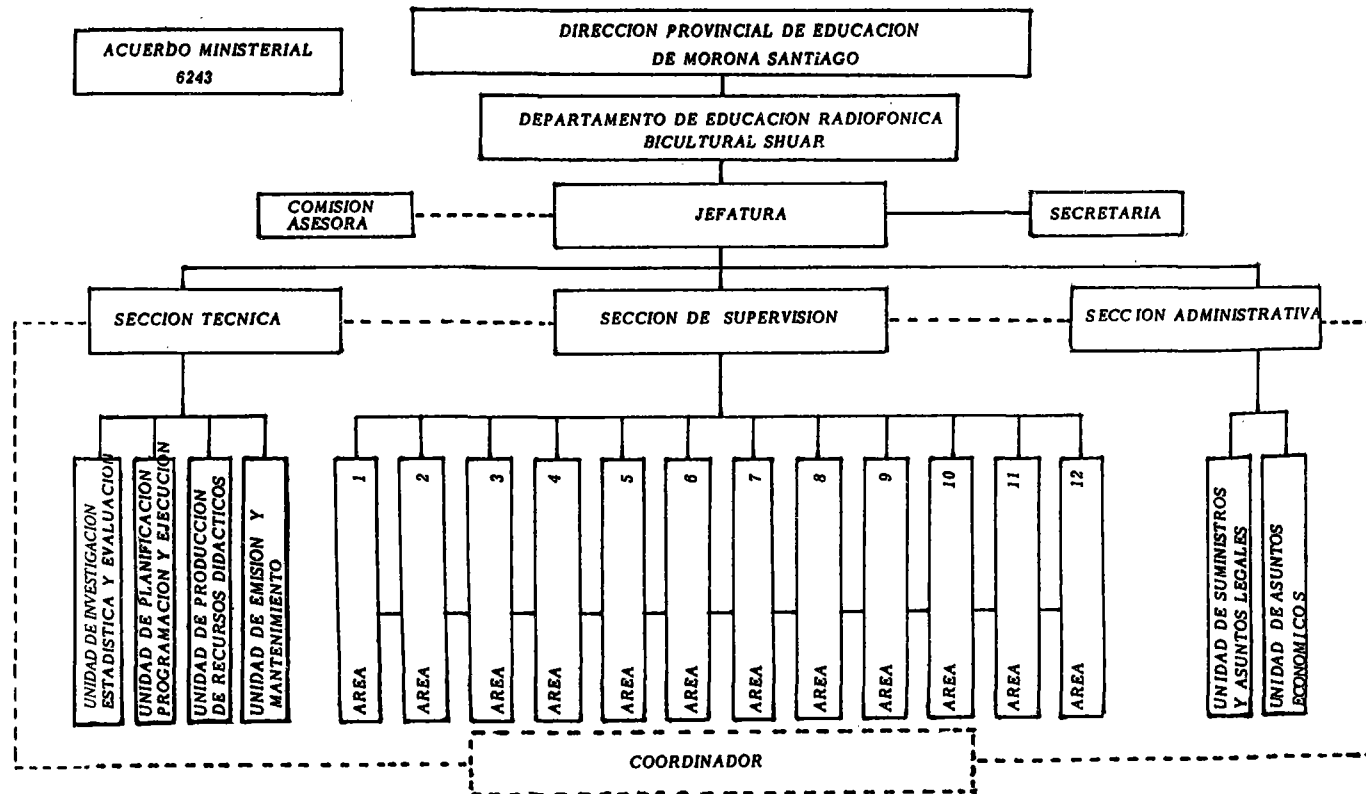 ACUERDO MINISTERIAL
6243
DIRECCION PROVINCIAL DE EDUCACION
DE MORONA SANTIAGO
DEPARTAMENTO DE EDUCACION RADIOFONICA
BICULTURAL SHUAR
COMISION
ASESORA
JEFATURA
SECRETARIA
SECCION TECNICA
SECCION DE SUPERVISION
SECCION ADMINISTRATIVA
UNIDAD DE INVESTIGACION
ESTADISTICA Y EVALUACION
UNIDAD DE PLANIFICACION
PROGRAMACION Y EJECUCION
UNIDAD DE PRODUCCION
DE RECURSOS DIDACTICOS
UNIDAD DE EMISION Y
MANTENIMIENTO
AREA 1
AREA 2
AREA 3
AREA 4
AREA 5
AREA 6
AREA 7
AREA 8
AREA 9
AREA 10
AREA 11
AREA 12
UNIDAD DE SUMINISTROS
Y ASUNTOS LEGALES
UNIDAD DE ASUNTOS
ECONOMICOS
COORDINADOR